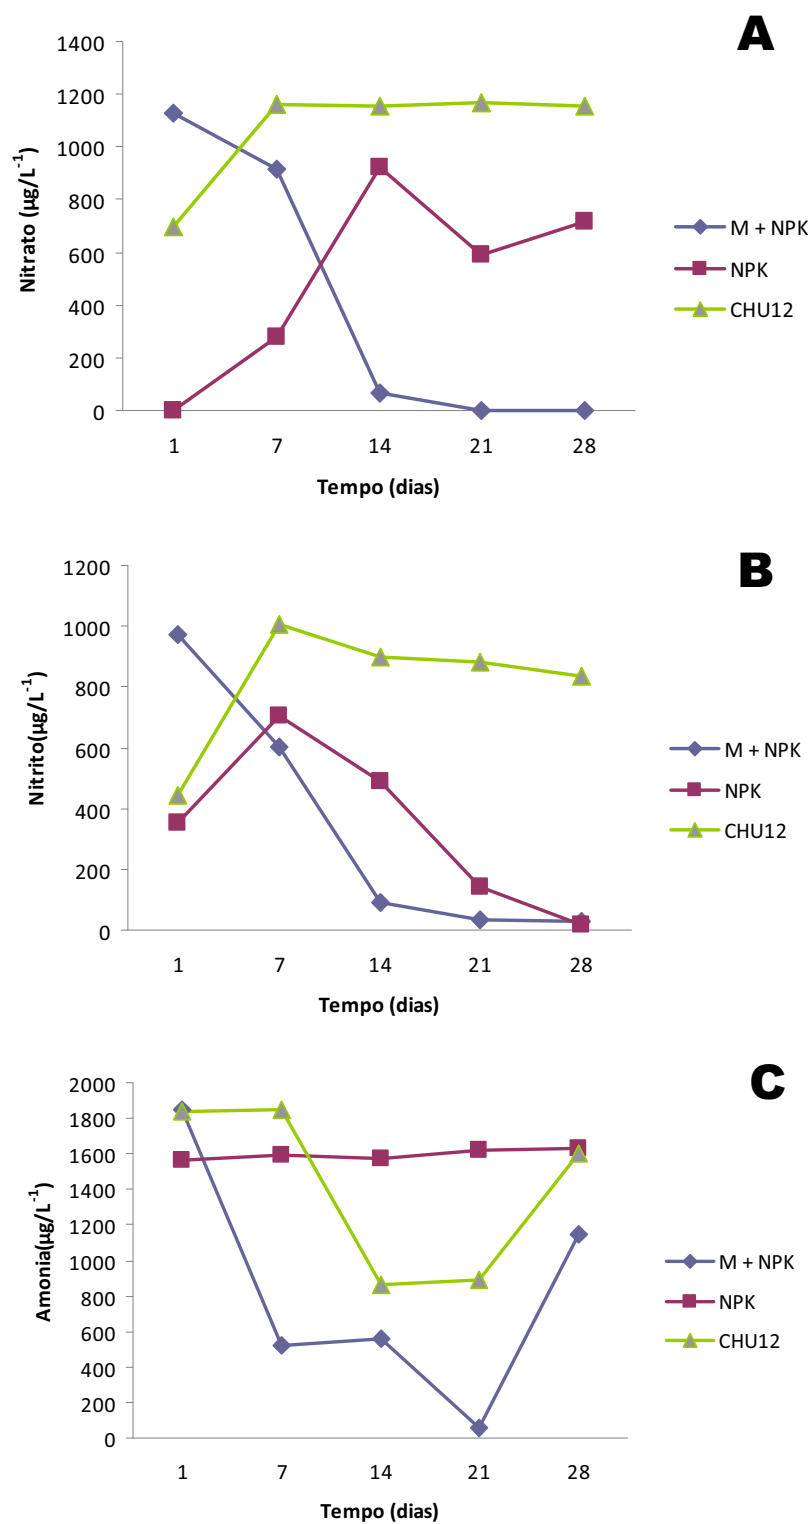 A
1400
1200
1000
800
600
400
200
0
Nitrato (µg/L-1)
1 7 14 21 28
Tempo (dias)
M + NPK
NPK
CHU12
B
1200
1000
800
600
400
200
0
Nitrito(µg/L-1)
1 7 14 21 28
Tempo (dias)
M + NPK
NPK
CHU12
C
2000
1800
1600
1400
1200
1000
800
600
400
200
0
Amonia(µg/L-1)
1 7 14 21 28
Tempo (dias)
M + NPK
NPK
CHU12